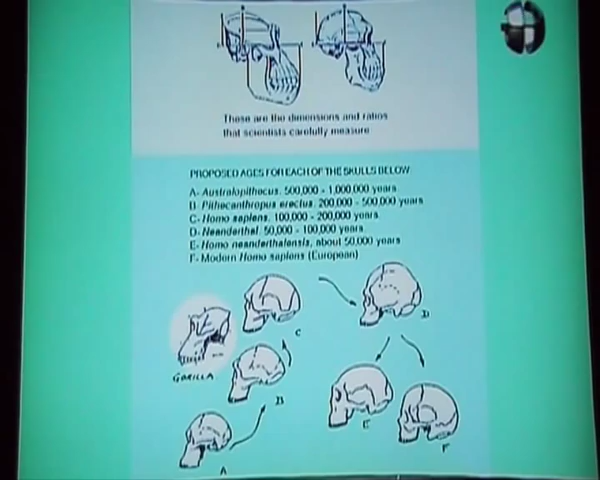 These are the dimensions and ratios
that scientists carefully measure
PROPOSED AGES FOR EACH OF THE SKULLS BELOW
A- Australopithecus. 500,000 - 1,000,000 years
B- Pithecanthropus erectus. 200,000 - 500,000 years
C- Homo sapiens. 100,000 - 200,000 years
D- Neanderthal. 50,000 - 100,000 years
E- Homo neanderthalensis, about 50,000 years
F- Modern Homo sapiens (European)
C
D
GORILLA
B
E
F
A